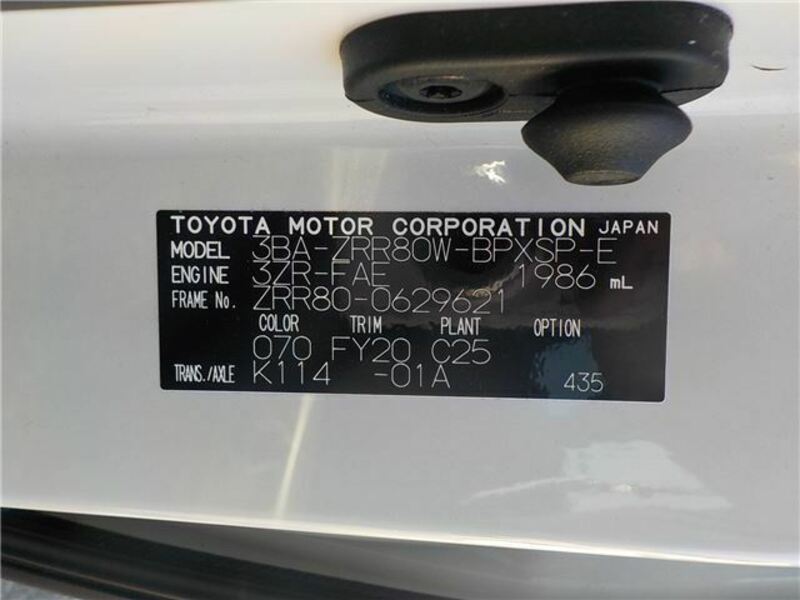 TOYOTA MOTOR CORPORATION JAPAN
MODEL 3BA-ZRR80W-BPXSP-E
ENGINE 3ZR-FAE 1986 mL
FRAME No. ZRR80-0629621
COLOR TRIM PLANT OPTION
070 FY20 C25
TRANS./AXLE K114 -01A 435